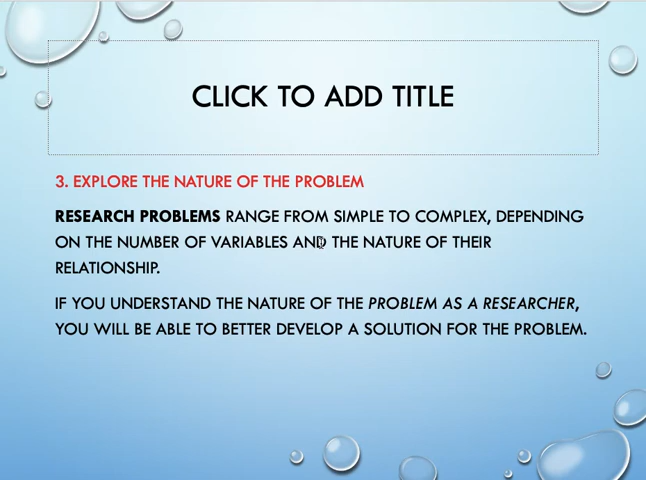 CLICK TO ADD TITLE
3. EXPLORE THE NATURE OF THE PROBLEM
RESEARCH PROBLEMS RANGE FROM SIMPLE TO COMPLEX, DEPENDING
ON THE NUMBER OF VARIABLES AND THE NATURE OF THEIR
RELATIONSHIP.
IF YOU UNDERSTAND THE NATURE OF THE PROBLEM AS A RESEARCHER,
YOU WILL BE ABLE TO BETTER DEVELOP A SOLUTION FOR THE PROBLEM.